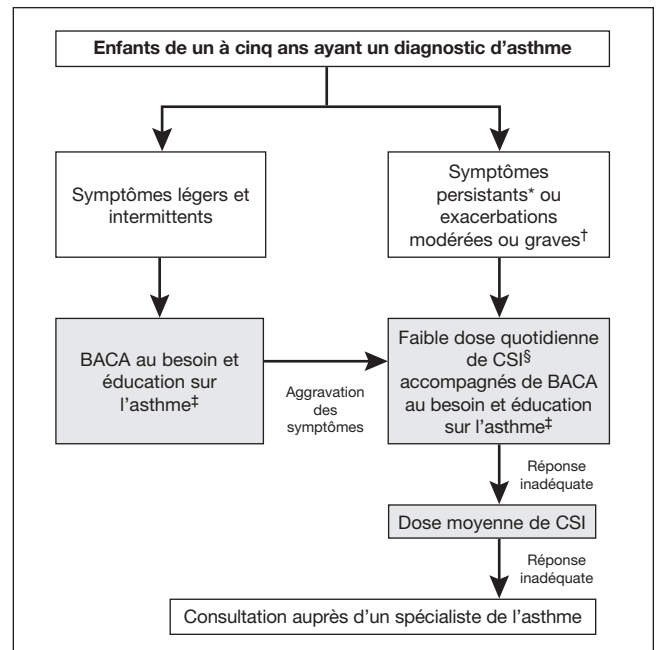 Enfants de un à cinq ans ayant un diagnostic d'asthme
Symptômes légers et
intermittents
Symptômes
persistants* ou
exacerbations
modérées ou graves†
BACA au besoin et
éducation sur
l'asthme‡
Aggravation
des
symptômes
Faible dose quotidienne
de CSI§
accompagnés de BACA
au besoin et éducation
sur l'asthme‡
Réponse
inadéquate
Dose moyenne de CSI
Réponse
inadéquate
Consultation auprès d'un spécialiste de l'asthme